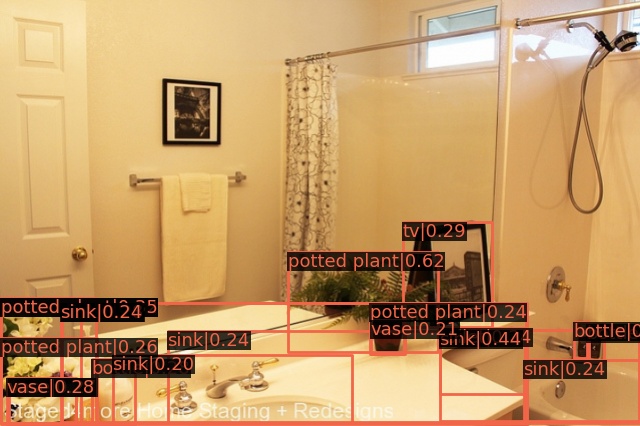 tv|0.29
potted plant|0.62
potted plant|0.24
sink|0.24
vase|0.21
sink|0.24
sink|0.44
bottle|0
potted plant|0.26
sink|0.20
sink|0.24
vase|0.28
Staged4more Home Staging + Redesigns